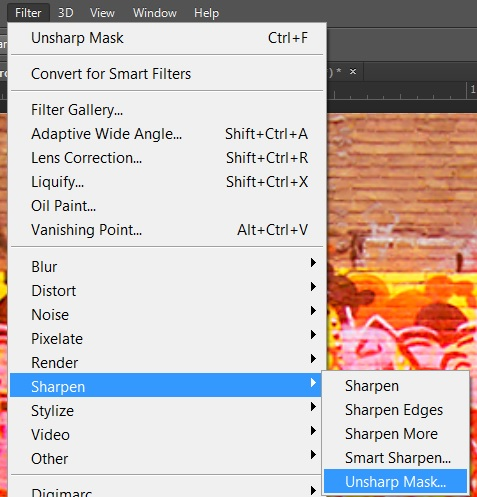 Filter 3D View Window Help
Unsharp Mask Ctrl+F
) * ×
Convert for Smart Filters
Filter Gallery...
Adaptive Wide Angle... Shift+Ctrl+A
Lens Correction... Shift+Ctrl+R
Liquify... Shift+Ctrl+X
Oil Paint...
Vanishing Point... Alt+Ctrl+V
Blur
Distort
Noise
Pixelate
Render
Sharpen
Sharpen
Stylize
Sharpen Edges
Video
Sharpen More
Other
Smart Sharpen...
Unsharp Mask...
Digimarc